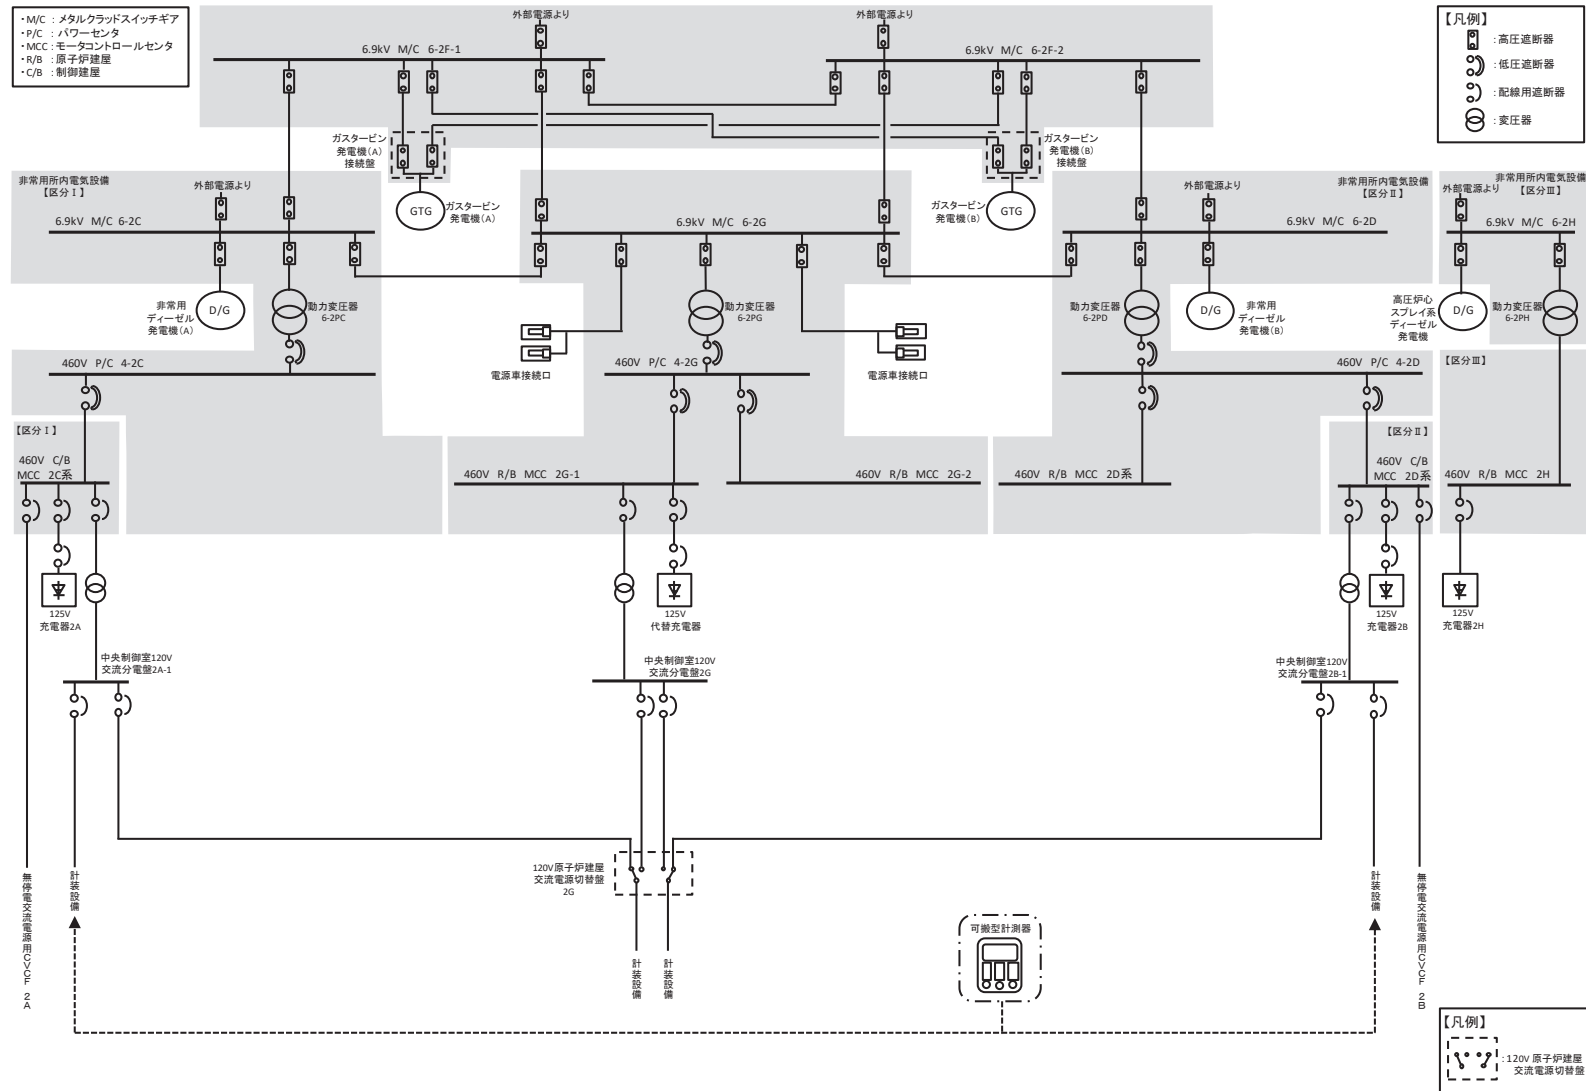 ・M/C ：メタルクラッドスイッチギア
・P/C ：パワーセンタ
・MCC：モータコントロールセンタ
・R/B ：原子炉建屋
・C/B ：制御建屋
外部電源より
外部電源より
【凡例】
：高圧遮断器
：低圧遮断器
：配線用遮断器
：変圧器
6.9kV M/C 6-2F-1
6.9kV M/C 6-2F-2
ガスタービン
発電機(A)
接続盤
ガスタービン
発電機(B)
接続盤
非常用所内電気設備
【区分Ⅰ】
外部電源より
6.9kV M/C 6-2C
GTG
ガスタービン
発電機(A)
6.9kV M/C 6-2G
ガスタービン
発電機(B)
GTG
外部電源より
非常用所内電気設備
【区分Ⅱ】
6.9kV M/C 6-2D
非常用所内電気設備
【区分Ⅲ】
外部電源より
6.9kV M/C 6-2H
非常用
ディーゼル
発電機(A)
D/G
動力変圧器
6-2PC
動力変圧器
6-2PG
動力変圧器
6-2PD
D/G
非常用
ディーゼル
発電機(B)
高圧炉心
スプレイ系
ディーゼル
発電機
D/G
動力変圧器
6-2PH
460V P/C 4-2C
電源車接続口
460V P/C 4-2G
電源車接続口
460V P/C 4-2D
【区分Ⅲ】
【区分Ⅰ】
460V C/B
MCC 2C系
460V R/B MCC 2G-1
460V R/B MCC 2G-2
460V R/B MCC 2D系
【区分Ⅱ】
460V C/B
MCC 2D系
460V R/B MCC 2H
125V
充電器2A
125V
代替充電器
125V
充電器2B
125V
充電器2H
中央制御室120V
交流分電盤2A-1
中央制御室120V
交流分電盤2G
中央制御室120V
交流分電盤2B-1
120V原子炉建屋
交流電源切替盤
2G
無停電交流電源用CVCF 2A
計装設備
計装設備
計装設備
可搬型計測器
計装設備
無停電交流電源用CVCF 2B
【凡例】
：120V 原子炉建屋
交流電源切替盤